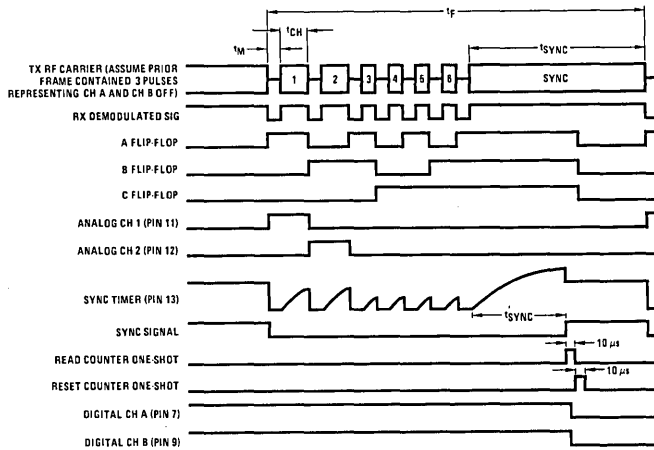 tF
tCH
tM
tSYNC
TX RF CARRIER (ASSUME PRIOR
FRAME CONTAINED 3 PULSES
REPRESENTING CH A AND CH B OFF)
1 2 3 4 5 6 SYNC
RX DEMODULATED SIG
A FLIP-FLOP
B FLIP-FLOP
C FLIP-FLOP
ANALOG CH 1 (PIN 11)
ANALOG CH 2 (PIN 12)
SYNC TIMER (PIN 13)
t'SYNC
SYNC SIGNAL
10 µs
READ COUNTER ONE-SHOT
10 µs
RESET COUNTER ONE-SHOT
DIGITAL CH A (PIN 7)
DIGITAL CH B (PIN 9)